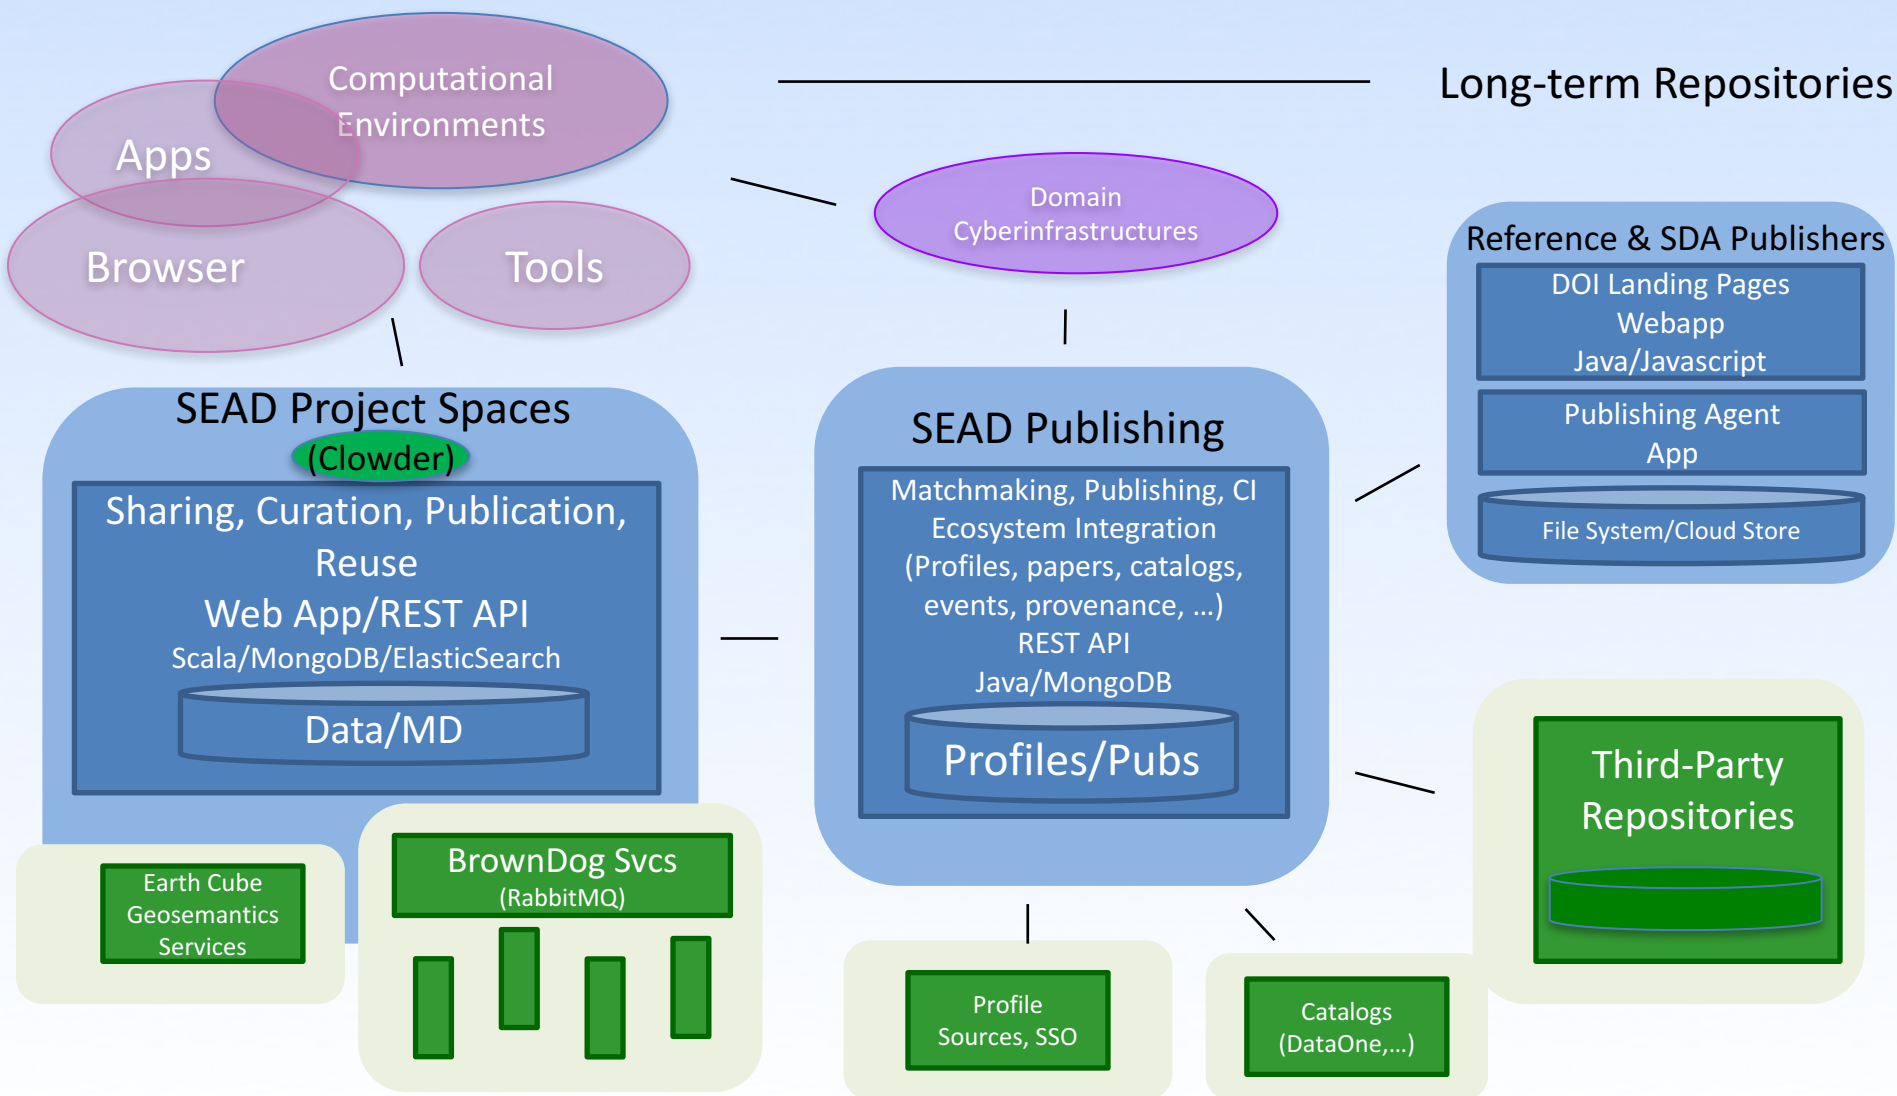 Computational
Environments
Apps
Browser
Tools
Long-term Repositories
Domain
Cyberinfrastructures
Reference & SDA Publishers
DOI Landing Pages
Webapp
Java/Javascript
Publishing Agent
App
File System/Cloud Store
SEAD Project Spaces
(Clowder)
Sharing, Curation, Publication,
Reuse
Web App/REST API
Scala/MongoDB/ElasticSearch
Data/MD
SEAD Publishing
Matchmaking, Publishing, CI
Ecosystem Integration
(Profiles, papers, catalogs,
events, provenance, …)
REST API
Java/MongoDB
Profiles/Pubs
Third-Party
Repositories
Earth Cube
Geosemantics
Services
BrownDog Svcs
(RabbitMQ)
Profile
Sources, SSO
Catalogs
(DataOne,…)